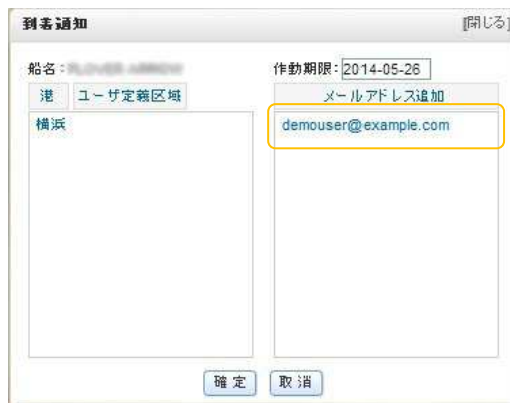 到着通知 [閉じる]
船名: 作動期限: 2014-05-26
港 ユーザ定義区域 メールアドレス追加
横浜 demouser@example.com
確定 取消